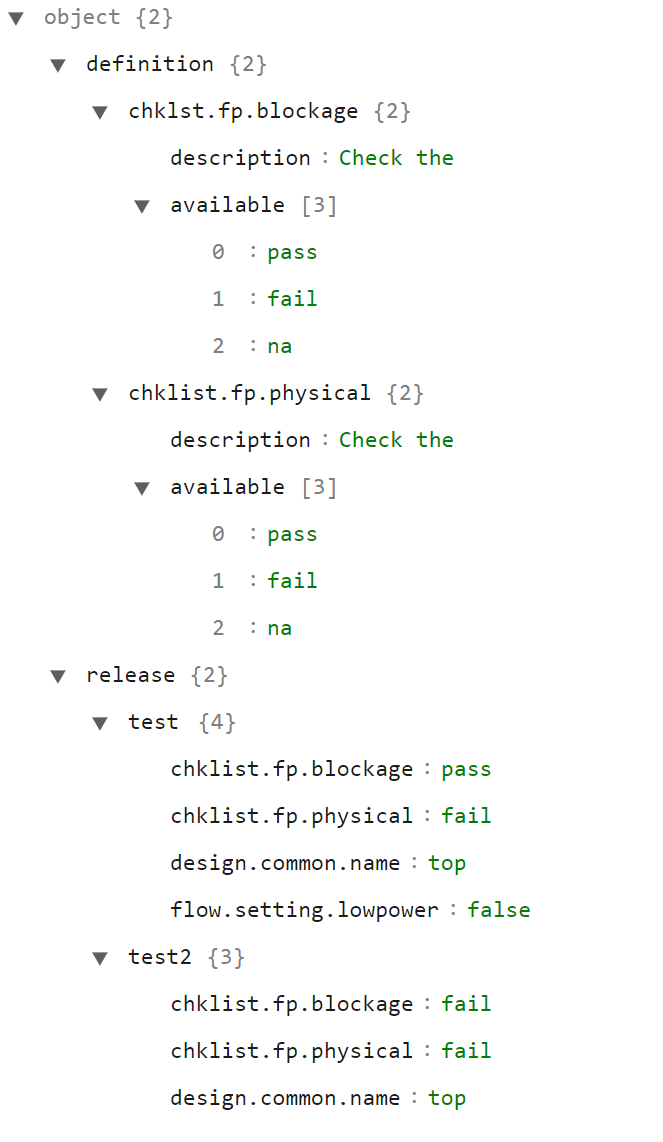 ▼ object {2}
▼ definition {2}
▼ chklst.fp.blockage {2}
description : Check the
▼ available [3]
0 : pass
1 : fail
2 : na
▼ chklist.fp.physical {2}
description : Check the
▼ available [3]
0 : pass
1 : fail
2 : na
▼ release {2}
▼ test {4}
chklist.fp.blockage : pass
chklist.fp.physical : fail
design.common.name : top
flow.setting.lowpower : false
▼ test2 {3}
chklist.fp.blockage : fail
chklist.fp.physical : fail
design.common.name : top